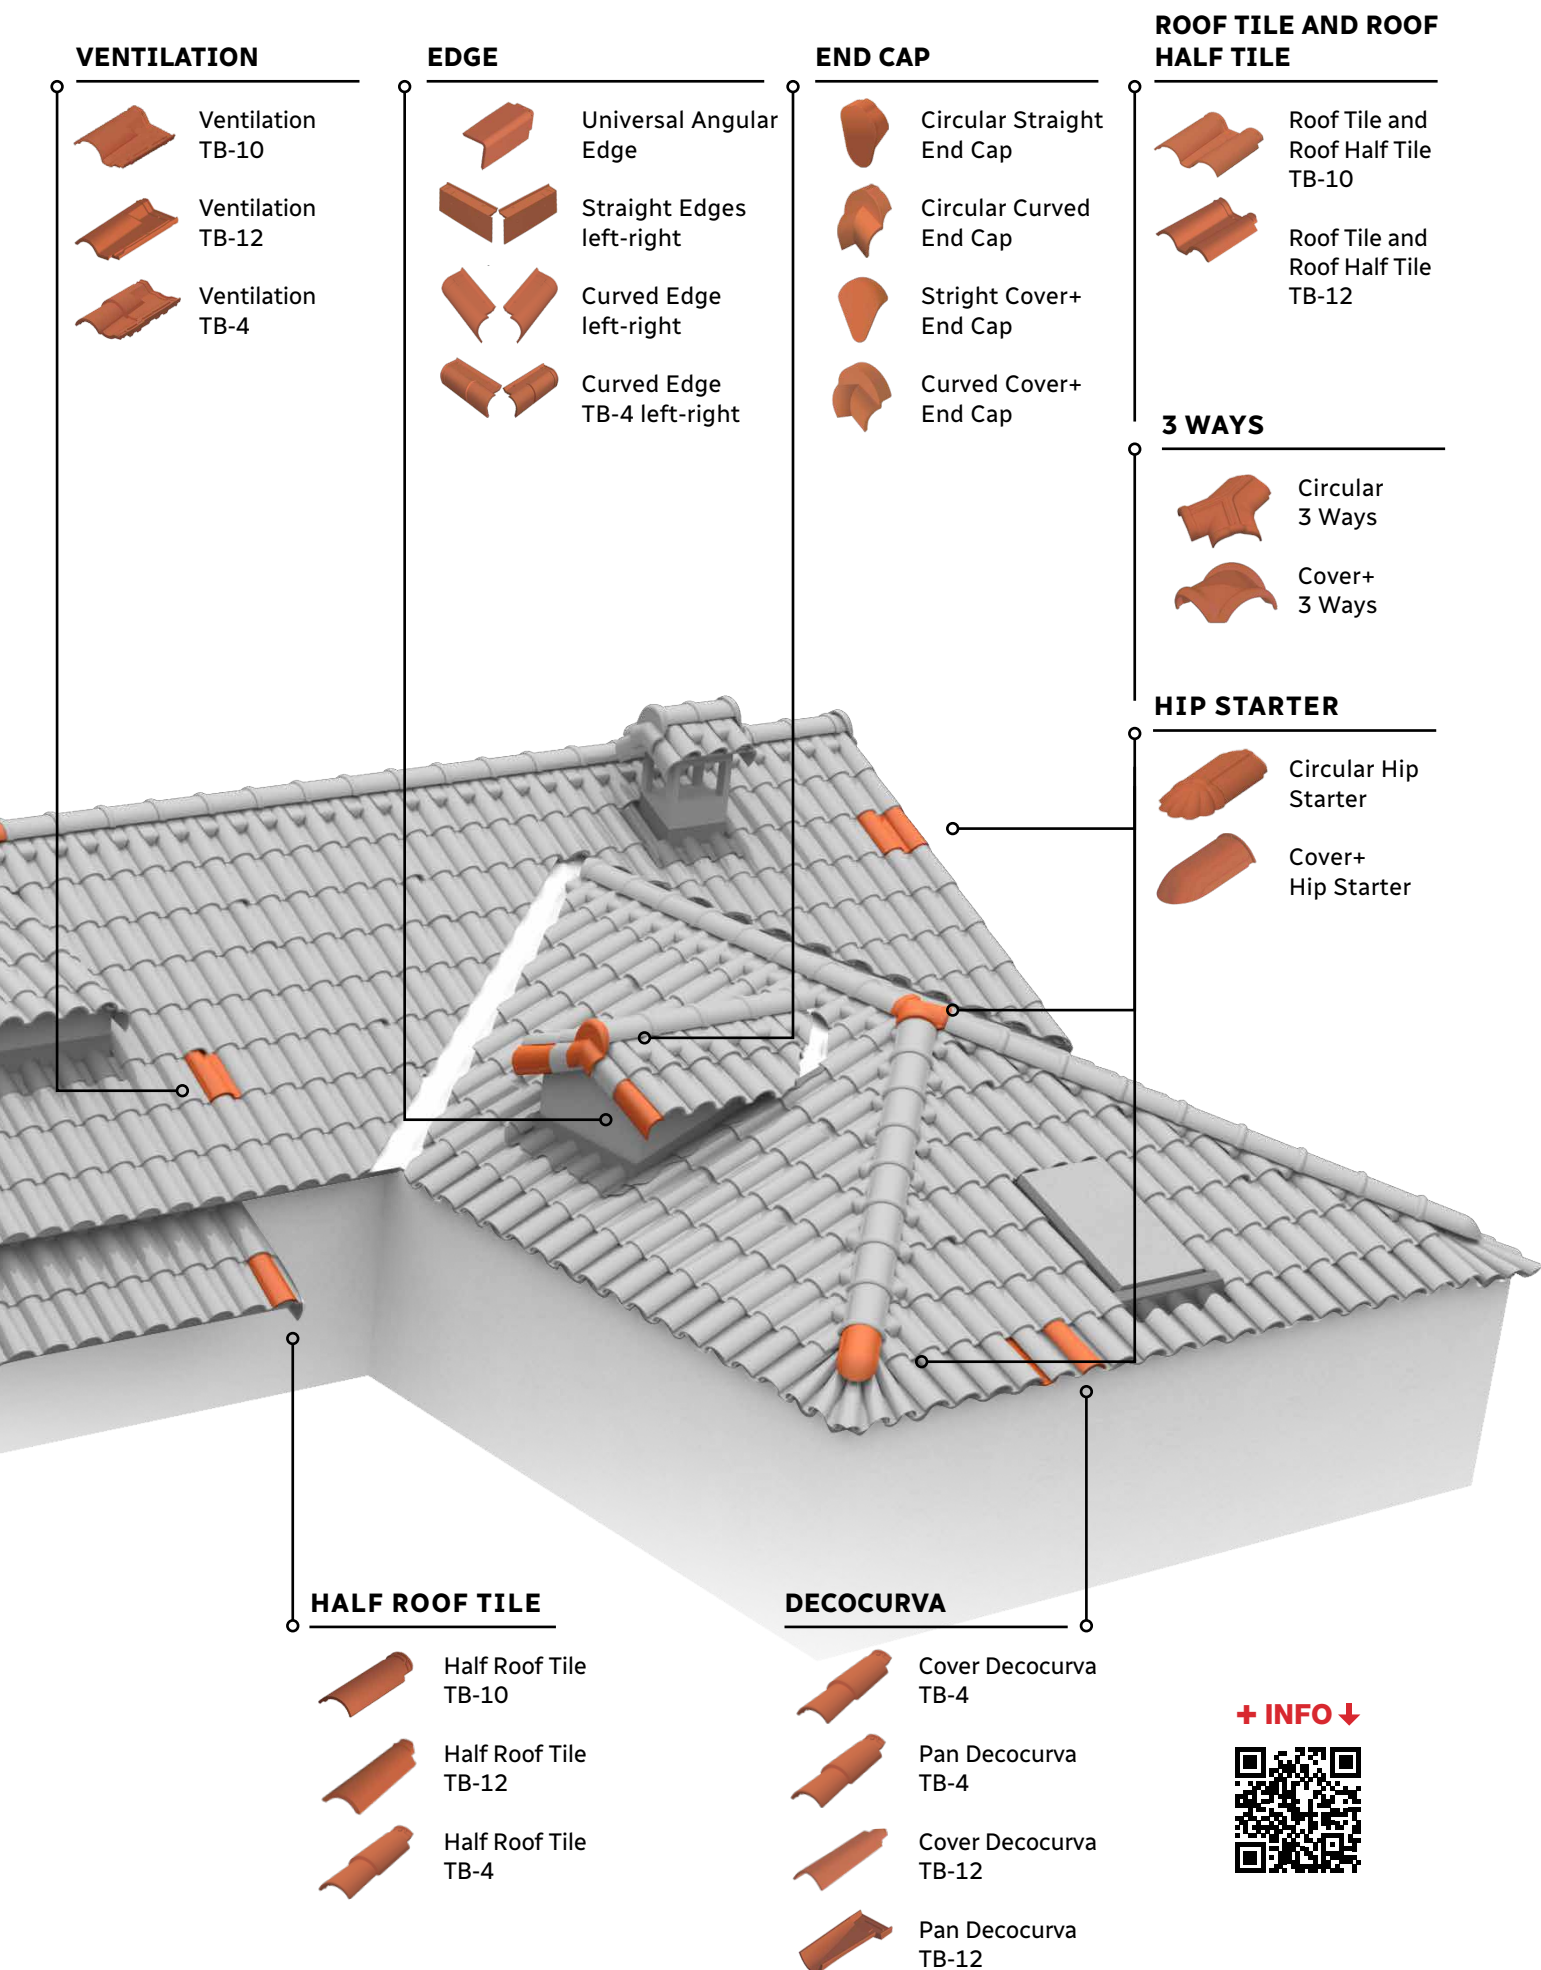 VENTILATION
Ventilation
TB-10
Ventilation
TB-12
Ventilation
TB-4
EDGE
Universal Angular
Edge
Straight Edges
left-right
Curved Edge
left-right
Curved Edge
TB-4 left-right
END CAP
Circular Straight
End Cap
Circular Curved
End Cap
Stright Cover+
End Cap
Curved Cover+
End Cap
ROOF TILE AND ROOF
HALF TILE
Roof Tile and
Roof Half Tile
TB-10
Roof Tile and
Roof Half Tile
TB-12
3 WAYS
Circular
3 Ways
Cover+
3 Ways
HIP STARTER
Circular Hip
Starter
Cover+
Hip Starter
HALF ROOF TILE
Half Roof Tile
TB-10
Half Roof Tile
TB-12
Half Roof Tile
TB-4
DECOCURVA
Cover Decocurva
TB-4
Pan Decocurva
TB-4
Cover Decocurva
TB-12
Pan Decocurva
TB-12
+ INFO